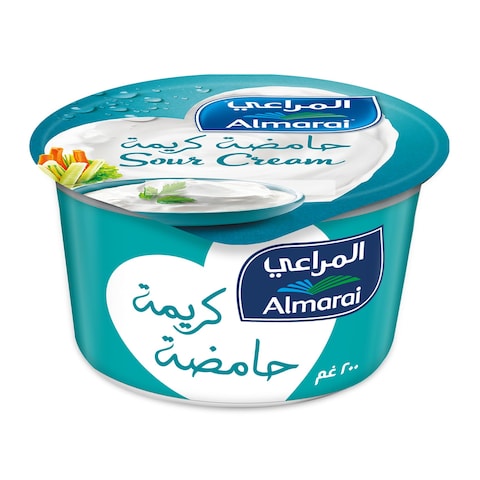 المراعي
Almarai
حامضة كريمة
Sour Cream
المراعي
Almarai
كريمة
حامضة
٢٠٠ غم